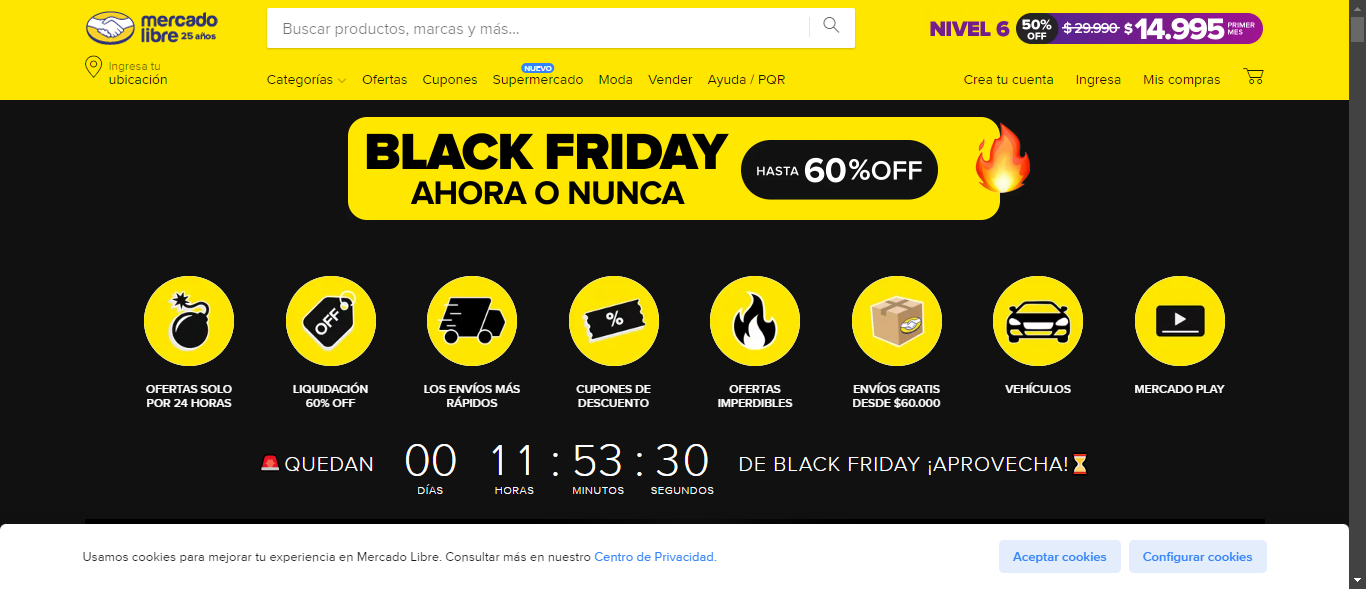 mercado
libre 25 años
Buscar productos, marcas y más...
NIVEL 6 50% OFF $ 29.990 $ 14.995 PRIMER MES
Ingresa tu
ubicación
Categorías Ofertas Cupones Supermercado NUEVO Moda Vender Ayuda / PQR Crea tu cuenta Ingresa Mis compras
BLACK FRIDAY
AHORA O NUNCA
HASTA 60%OFF
OFF
%
OFERTAS SOLO
POR 24 HORAS
LIQUIDACIÓN
60% OFF
LOS ENVÍOS MÁS
RÁPIDOS
CUPONES DE
DESCUENTO
OFERTAS
IMPERDIBLES
ENVÍOS GRATIS
DESDE $60.000
VEHÍCULOS
MERCADO PLAY
QUEDAN 00 11 : 53 : 30 DE BLACK FRIDAY ¡APROVECHA!
DÍAS HORAS MINUTOS SEGUNDOS
Usamos cookies para mejorar tu experiencia en Mercado Libre. Consultar más en nuestro Centro de Privacidad.
Aceptar cookies Configurar cookies